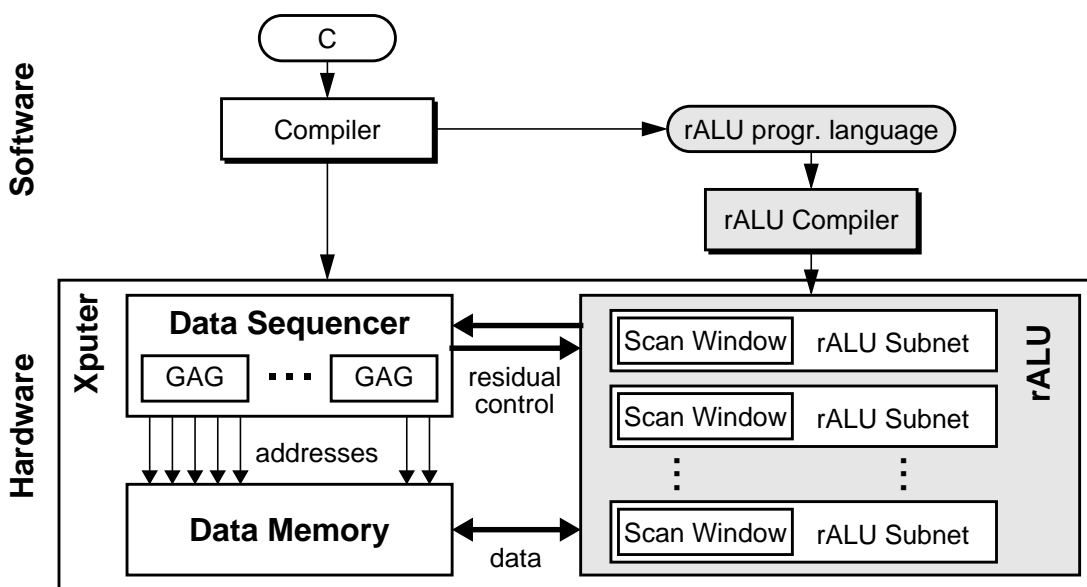 Software
C
Compiler
rALU progr. language
rALU Compiler
Hardware
Xputer
Data Sequencer
GAG
GAG
addresses
Data Memory
residual
control
data
rALU
Scan Window
rALU Subnet
Scan Window
rALU Subnet
Scan Window
rALU Subnet